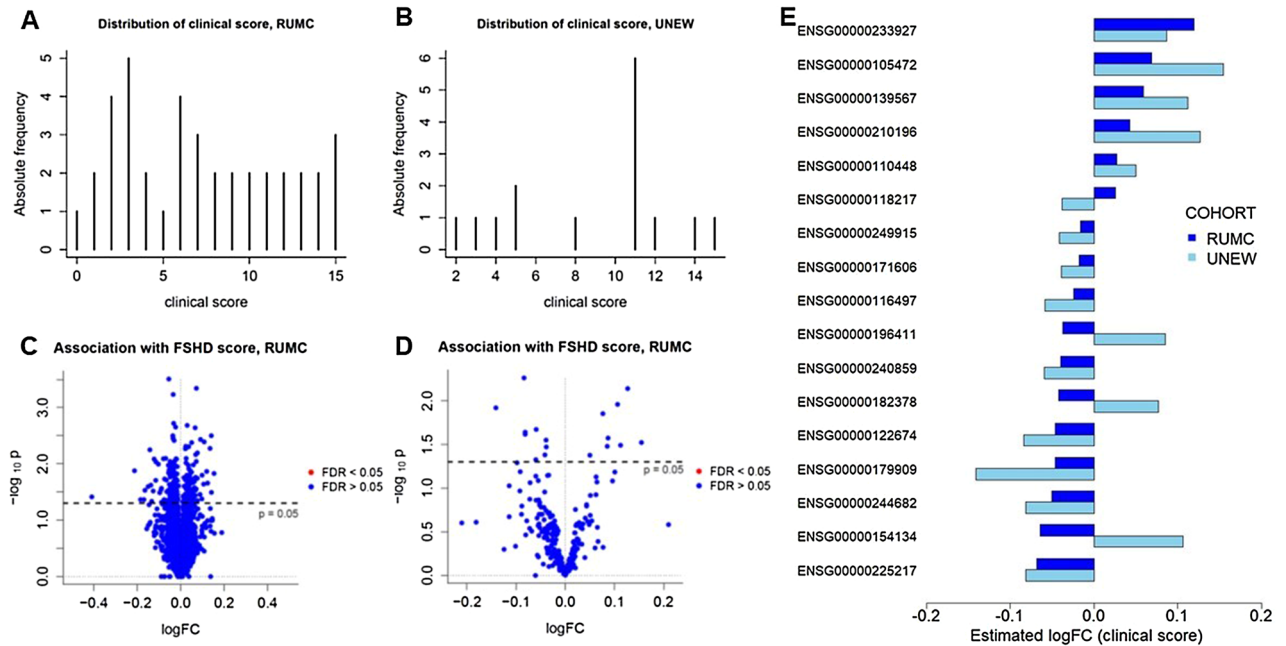 A
Distribution of clinical score, RUMC
Absolute frequency
5
4
3
2
1
0
0 5 10 15
clinical score
B
Distribution of clinical score, UNEW
Absolute frequency
6
5
4
3
2
1
0
2 4 6 8 10 12 14
clinical score
C
Association with FSHD score, RUMC
−log 10 p
3.0
2.0
1.0
0.0
p = 0.05
FDR < 0.05
FDR > 0.05
−0.4 −0.2 0.0 0.2 0.4
logFC
D
Association with FSHD score, RUMC
−log 10 p
2.0
1.5
1.0
0.5
0.0
p = 0.05
FDR < 0.05
FDR > 0.05
−0.2 −0.1 0.0 0.1 0.2
logFC
E
ENSG00000233927
ENSG00000105472
ENSG00000139567
ENSG00000210196
ENSG00000110448
ENSG00000118217
ENSG00000249915
ENSG00000171606
ENSG00000116497
ENSG00000196411
ENSG00000240859
ENSG00000182378
ENSG00000122674
ENSG00000179909
ENSG00000244682
ENSG00000154134
ENSG00000225217
COHORT
RUMC
UNEW
-0.2 -0.1 0.0 0.1 0.2
Estimated logFC (clinical score)